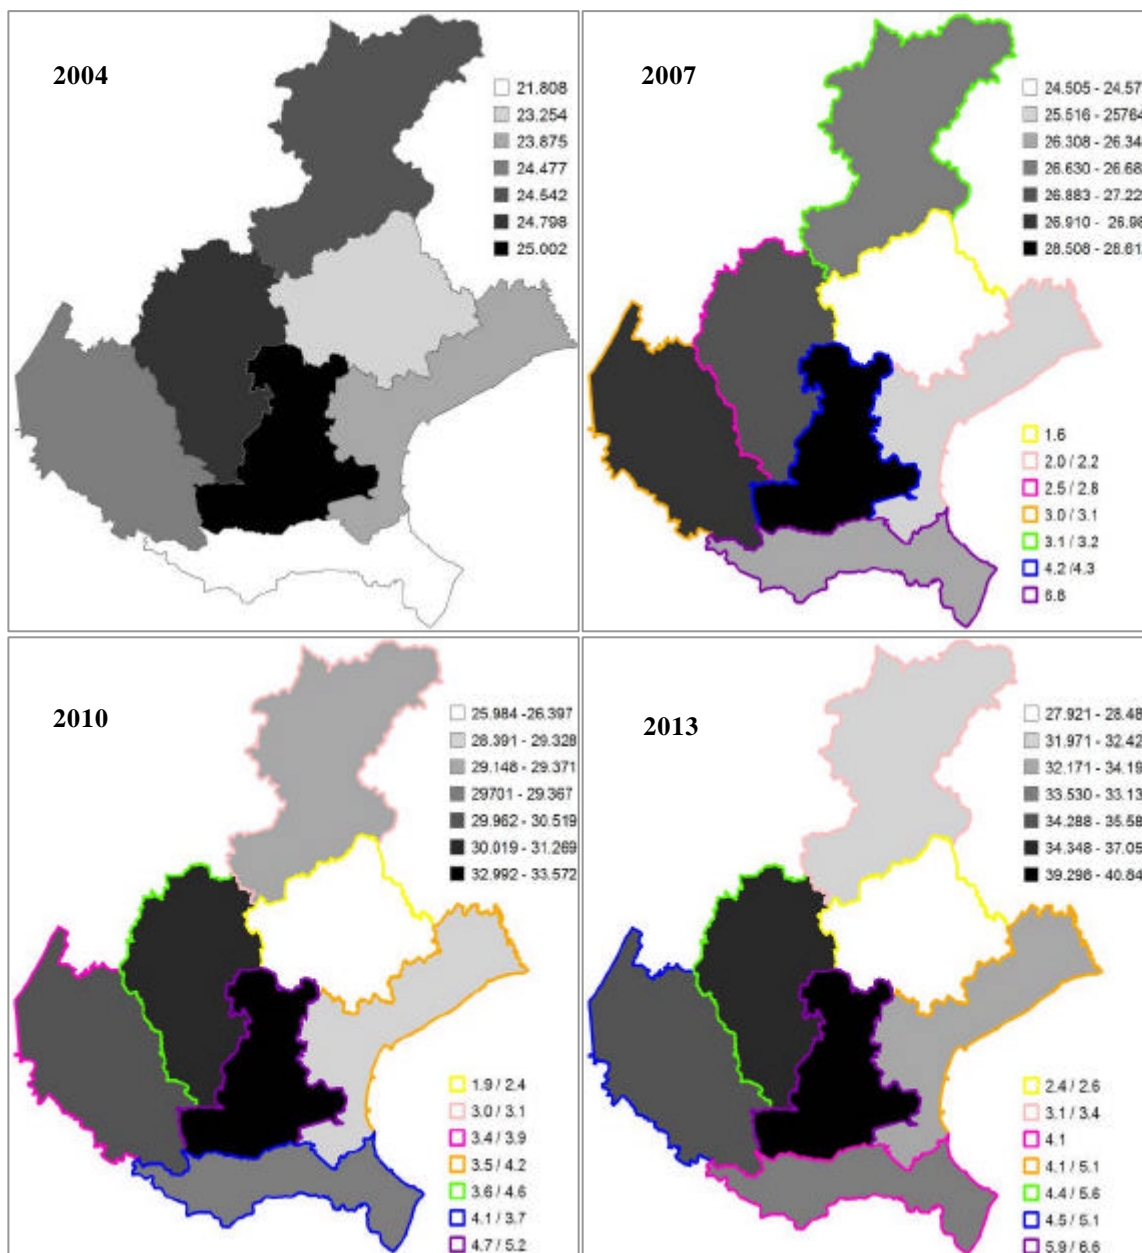 2004
21.808
23.254
23.875
24.477
24.542
24.798
25.002
2007
24.505 - 24.57
25.516 - 25764
26.308 - 26.34
26.630 - 26.68
26.883 - 27.22
26.910 - 26.98
28.508 - 28.61
1.6
2.0 / 2.2
2.5 / 2.8
3.0 / 3.1
3.1 / 3.2
4.2 /4.3
6.8
2010
25.984 -26.397
28.391 - 29.328
29.148 - 29.371
29701 - 29.367
29.962 - 30.519
30.019 - 31.269
32.992 - 33.572
1.9 / 2.4
3.0 / 3.1
3.4 / 3.9
3.5 / 4.2
3.6 / 4.6
4.1 / 3.7
4.7 / 5.2
2013
27.921 - 28.48
31.971 - 32.42
32.171 - 34.19
33.530 - 33.13
34.288 - 35.58
34.348 - 37.05
39.298 - 40.84
2.4 / 2.6
3.1 / 3.4
4.1
4.1 / 5.1
4.4 / 5.6
4.5 / 5.1
5.9 / 6.6